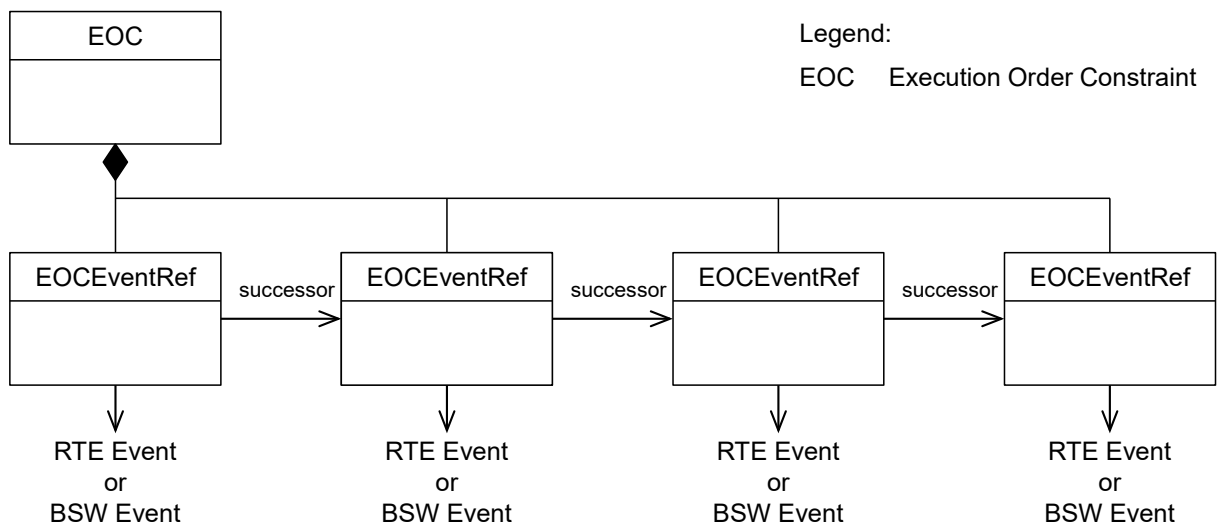 EOC
Legend:
EOC Execution Order Constraint
EOCEventRef
successor
EOCEventRef
successor
EOCEventRef
successor
EOCEventRef
RTE Event
or
BSW Event
RTE Event
or
BSW Event
RTE Event
or
BSW Event
RTE Event
or
BSW Event